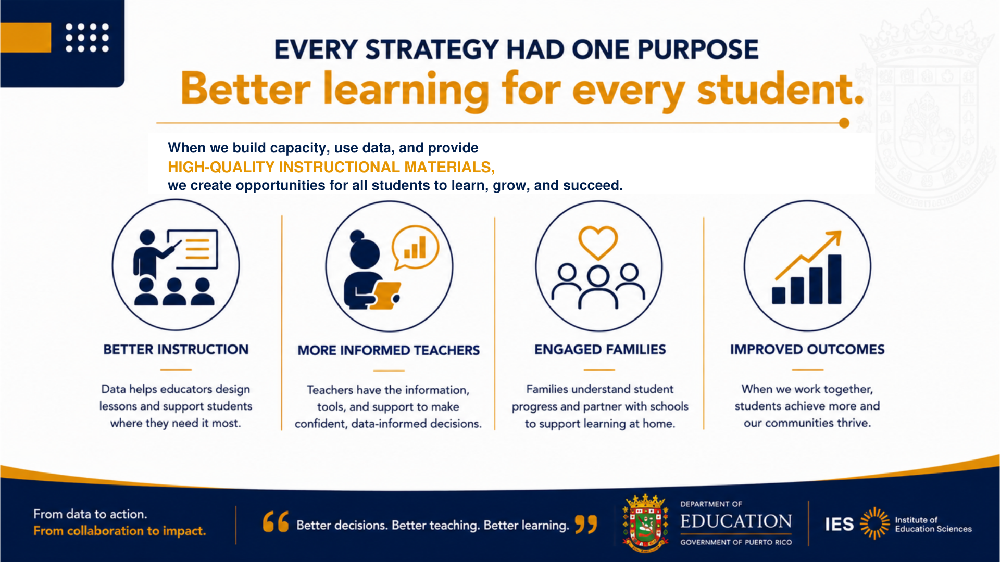 EVERY STRATEGY HAD ONE PURPOSE
Better learning for every student.
When we build capacity, use data, and provide
HIGH-QUALITY INSTRUCTIONAL MATERIALS,
we create opportunities for all students to learn, grow, and succeed.
BETTER INSTRUCTION
Data helps educators design
lessons and support students
where they need it most.
MORE INFORMED TEACHERS
Teachers have the information,
tools, and support to make
confident, data-informed decisions.
ENGAGED FAMILIES
Families understand student
progress and partner with schools
to support learning at home.
IMPROVED OUTCOMES
When we work together,
students achieve more and
our communities thrive.
From data to action.
From collaboration to impact.
“Better decisions. Better teaching. Better learning.”
DEPARTMENT OF
EDUCATION
GOVERNMENT OF PUERTO RICO
IES
Institute of
Education Sciences